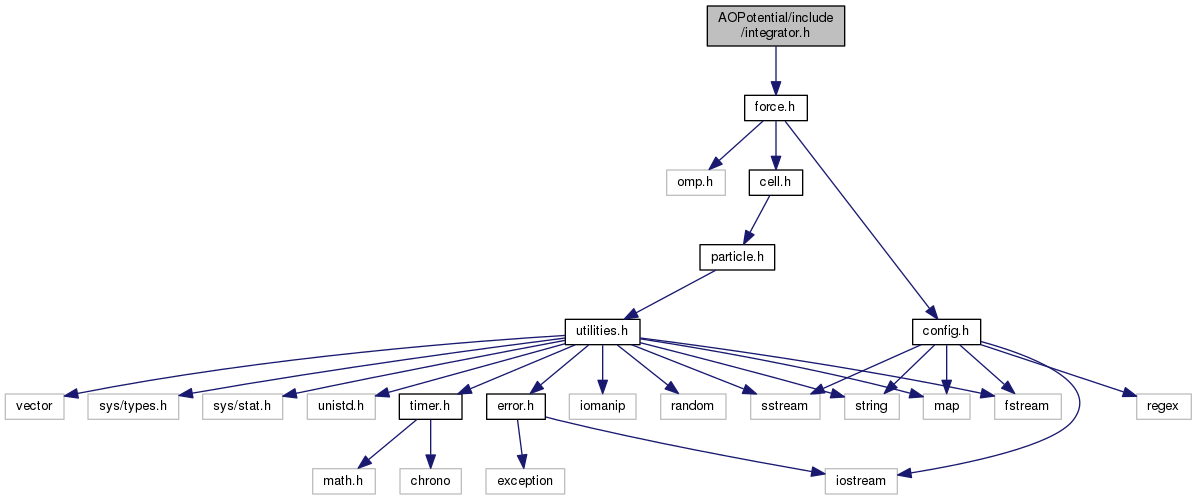 AOPotential/include
/integrator.h
force.h
omp.h
cell.h
particle.h
utilities.h
config.h
vector
sys/types.h
sys/stat.h
unistd.h
timer.h
error.h
iomanip
random
sstream
string
map
fstream
regex
math.h
chrono
exception
iostream